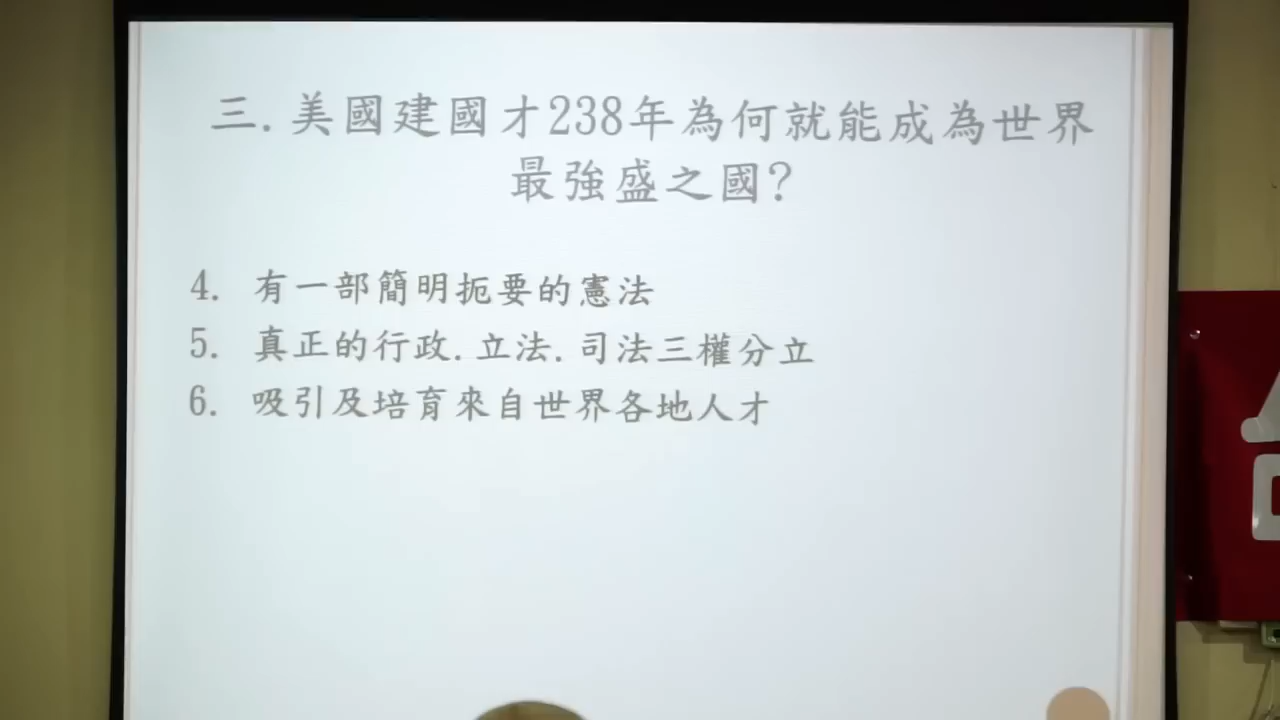 三.美國建國才238年為何就能成為世界
最強盛之國?
4. 有一部簡明扼要的憲法
5. 真正的行政.立法.司法三權分立
6. 吸引及培育來自世界各地人才